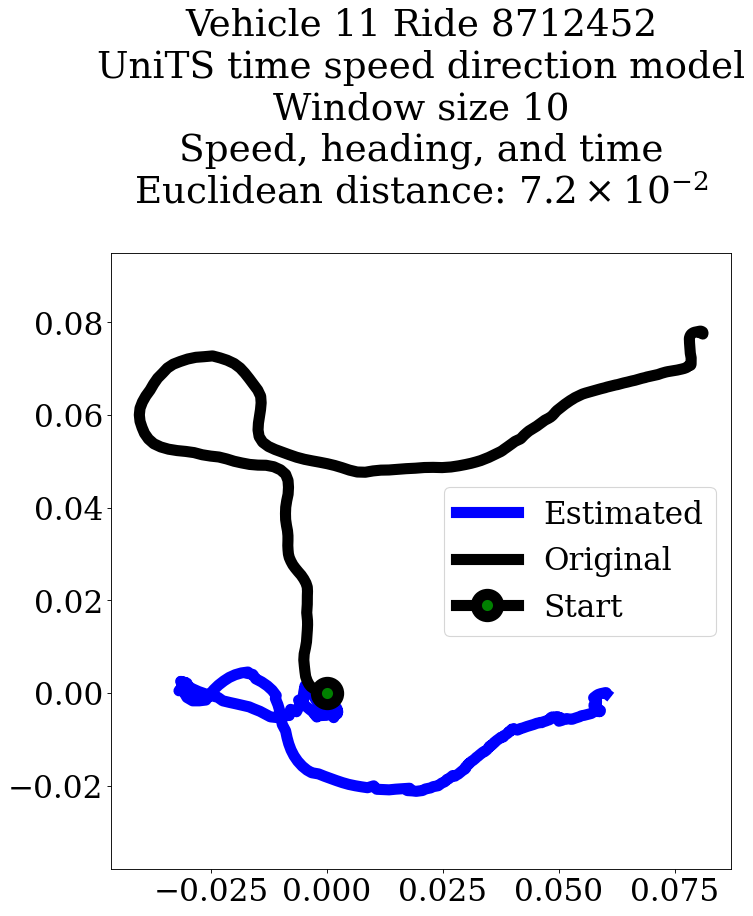 Vehicle 11 Ride 8712452
UniTS time speed direction model
Window size 10
Speed, heading, and time
Euclidean distance: 7.2 × 10⁻²
0.08
0.06
0.04
0.02
0.00
−0.02
Estimated
Original
Start
−0.025 0.000 0.025 0.050 0.075